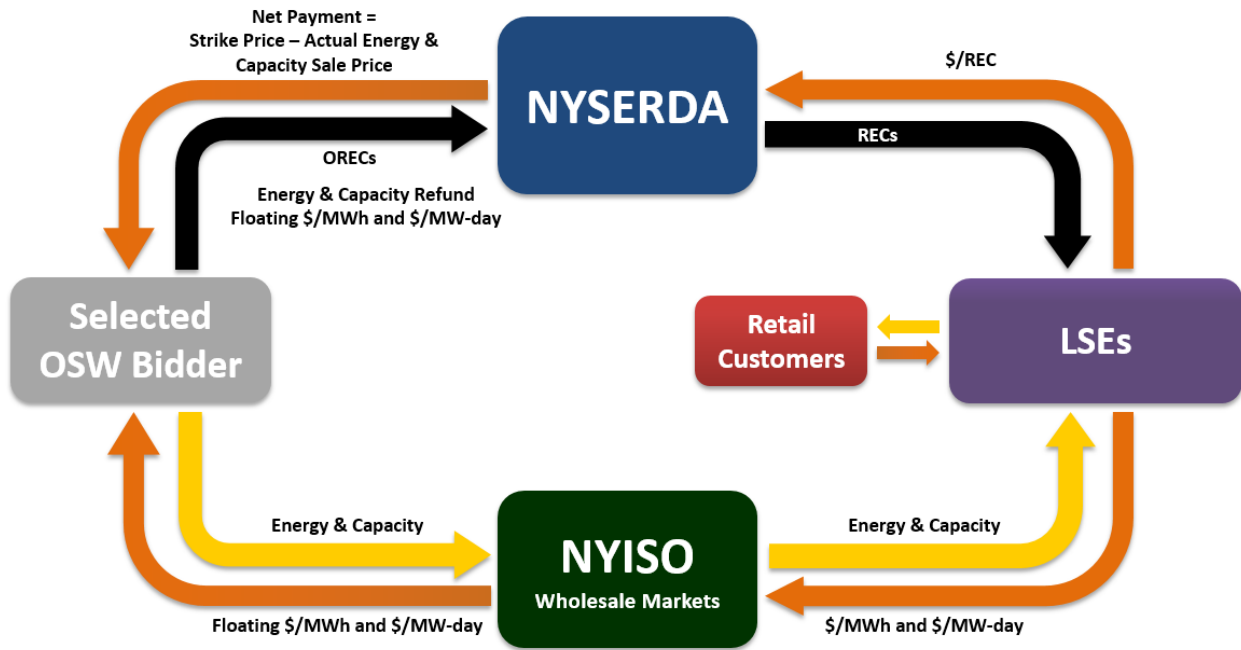 Net Payment =
Strike Price – Actual Energy &
Capacity Sale Price
NYSERDA
$/REC
ORECs
RECs
Energy & Capacity Refund
Floating $/MWh and $/MW-day
Selected
OSW Bidder
Retail
Customers
LSEs
Energy & Capacity
NYISO
Wholesale Markets
Energy & Capacity
Floating $/MWh and $/MW-day
$/MWh and $/MW-day